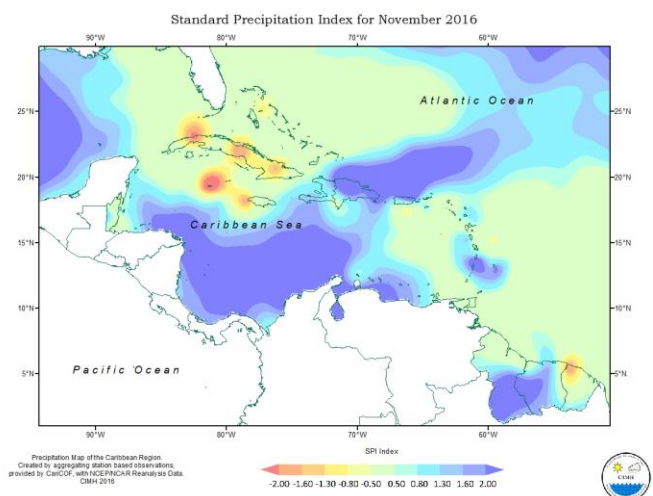 Standard Precipitation Index for November 2016
90°W 80°W 70°W 60°W
25°N 25°N
Atlantic Ocean
20°N 20°N
Caribbean Sea
15°N 15°N
10°N 10°N
Pacific Ocean
5°N 5°N
90°W 80°W 70°W 60°W
SPI Index
-2.00 -1.60 -1.30 -0.80 -0.50 0.50 0.80 1.30 1.60 2.00
Precipitation Map of the Caribbean Region.
Created by aggregating station based observations,
provided by CariCOF, with NCEP/NCAR Reanalysis Data.
CIMH 2016
CIMH